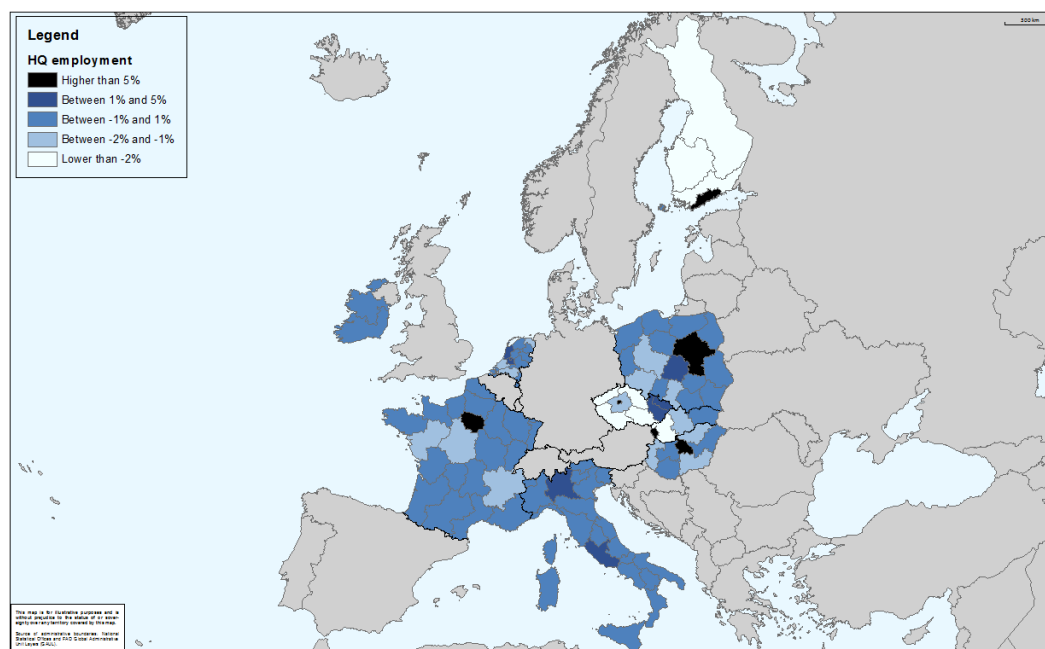 300 km
Legend
HQ employment
Higher than 5%
Between 1% and 5%
Between -1% and 1%
Between -2% and -1%
Lower than -2%
This map is for illustrative purposes and is
without prejudice to the status of or sover-
eignty over any territory covered by this map.
Source of administrative boundaries: National
Statistical Offices and FAO Global Administrative
Unit Layers (GAUL).